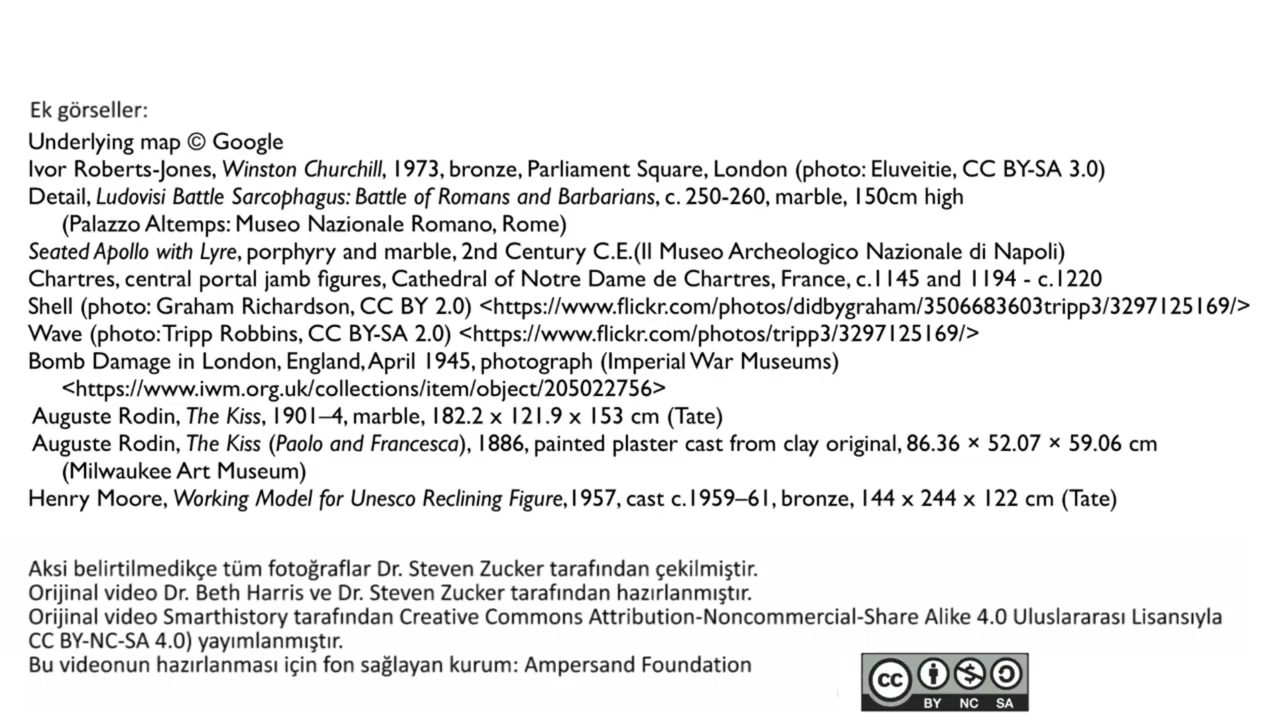 Ek görseller:
Underlying map © Google
Ivor Roberts-Jones, Winston Churchill, 1973, bronze, Parliament Square, London (photo: Eluveitie, CC BY-SA 3.0)
Detail, Ludovisi Battle Sarcophagus: Battle of Romans and Barbarians, c. 250-260, marble, 150cm high
(Palazzo Altemps: Museo Nazionale Romano, Rome)
Seated Apollo with Lyre, porphyry and marble, 2nd Century C.E.(Il Museo Archeologico Nazionale di Napoli)
Chartres, central portal jamb figures, Cathedral of Notre Dame de Chartres, France, c.1145 and 1194 - c.1220
Shell (photo: Graham Richardson, CC BY 2.0) <https://www.flickr.com/photos/didbygraham/3506683603tripp3/3297125169/>
Wave (photo: Tripp Robbins, CC BY-SA 2.0) <https://www.flickr.com/photos/tripp3/3297125169/>
Bomb Damage in London, England, April 1945, photograph (Imperial War Museums)
<https://www.iwm.org.uk/collections/item/object/205022756>
Auguste Rodin, The Kiss, 1901–4, marble, 182.2 x 121.9 x 153 cm (Tate)
Auguste Rodin, The Kiss (Paolo and Francesca), 1886, painted plaster cast from clay original, 86.36 × 52.07 × 59.06 cm
(Milwaukee Art Museum)
Henry Moore, Working Model for Unesco Reclining Figure,1957, cast c.1959–61, bronze, 144 x 244 x 122 cm (Tate)
Aksi belirtilmedikçe tüm fotoğraflar Dr. Steven Zucker tarafından çekilmiştir.
Orijinal video Dr. Beth Harris ve Dr. Steven Zucker tarafından hazırlanmıştır.
Orijinal video Smarthistory tarafından Creative Commons Attribution-Noncommercial-Share Alike 4.0 Uluslararası Lisansıyla
CC BY-NC-SA 4.0) yayımlanmıştır.
Bu videonun hazırlanması için fon sağlayan kurum: Ampersand Foundation
cc
BY NC SA